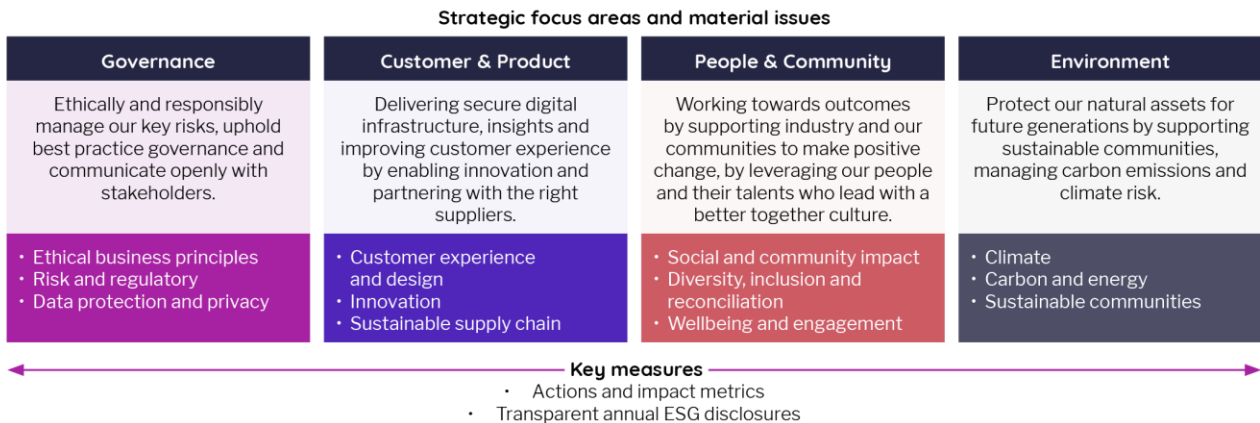 Strategic focus areas and material issues
Governance
Ethically and responsibly
manage our key risks, uphold
best practice governance and
communicate openly with
stakeholders.
• Ethical business principles
• Risk and regulatory
• Data protection and privacy
Customer & Product
Delivering secure digital
infrastructure, insights and
improving customer experience
by enabling innovation and
partnering with the right
suppliers.
• Customer experience
and design
• Innovation
• Sustainable supply chain
People & Community
Working towards outcomes
by supporting industry and our
communities to make positive
change, by leveraging our people
and their talents who lead with a
better together culture.
• Social and community impact
• Diversity, inclusion and
reconciliation
• Wellbeing and engagement
Environment
Protect our natural assets for
future generations by supporting
sustainable communities,
managing carbon emissions and
climate risk.
• Climate
• Carbon and energy
• Sustainable communities
Key measures
• Actions and impact metrics
• Transparent annual ESG disclosures